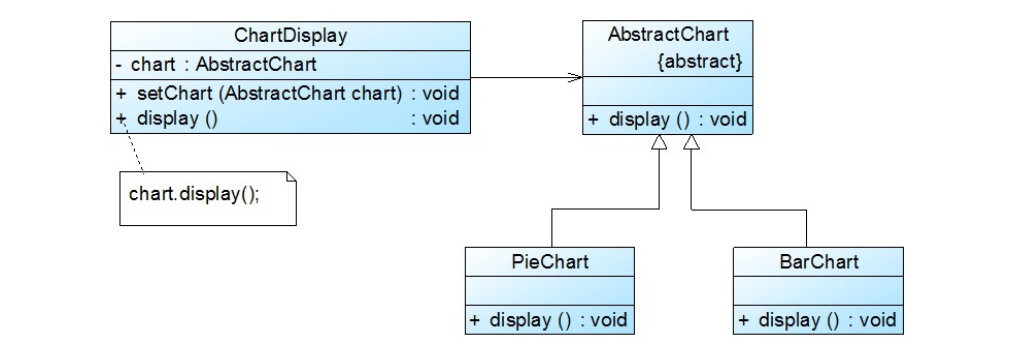 ChartDisplay
- chart : AbstractChart
+ setChart (AbstractChart chart) : void
+ display () : void
chart.display();
AbstractChart
{abstract}
+ display () : void
PieChart
+ display () : void
BarChart
+ display () : void